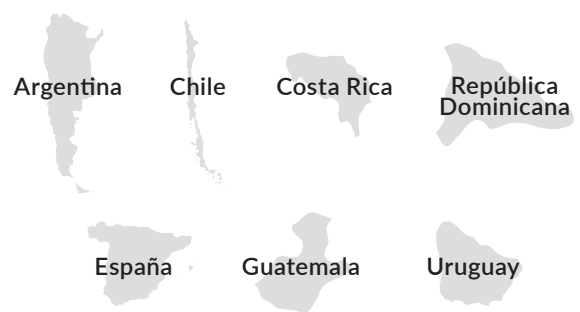 Argentina
Chile
Costa Rica
República
Dominicana
España
Guatemala
Uruguay